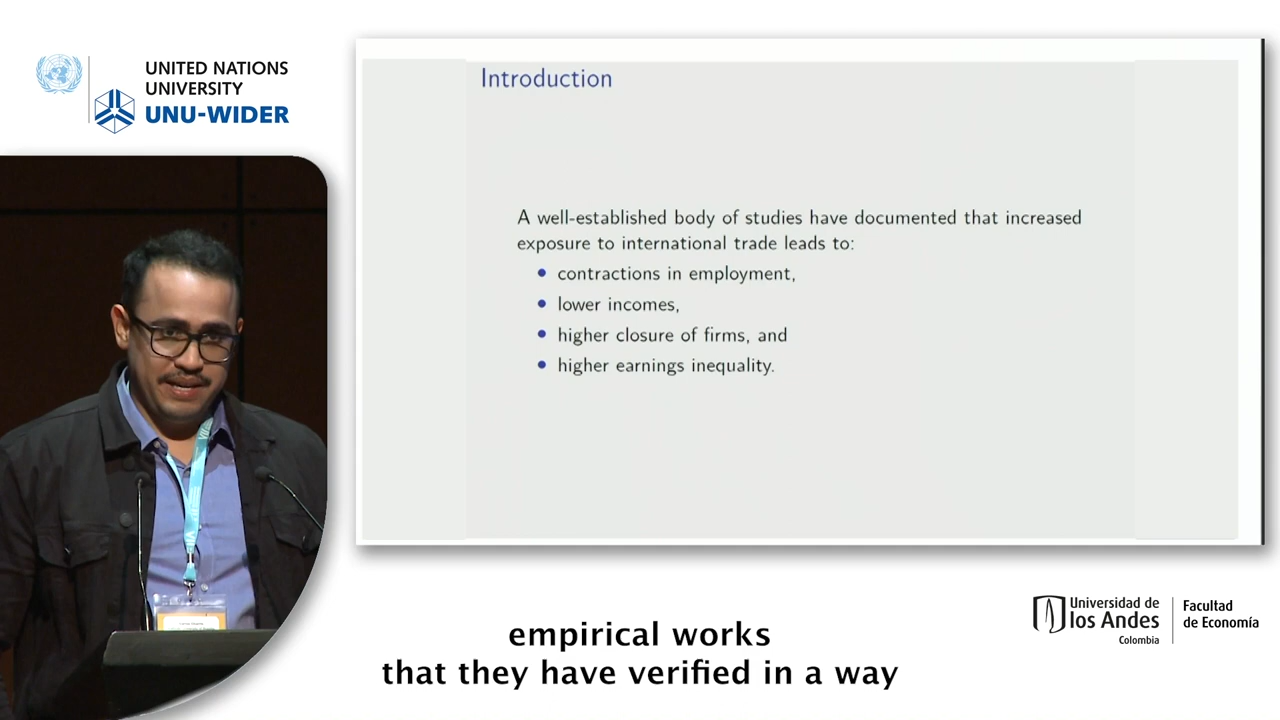 UNITED NATIONS
UNIVERSITY
UNU-WIDER
Introduction
A well-established body of studies have documented that increased
exposure to international trade leads to:
• contractions in employment,
• lower incomes,
• higher closure of firms, and
• higher earnings inequality.
Universidad de
los Andes
Colombia
Facultad
de Economía
empirical works
that they have verified in a way